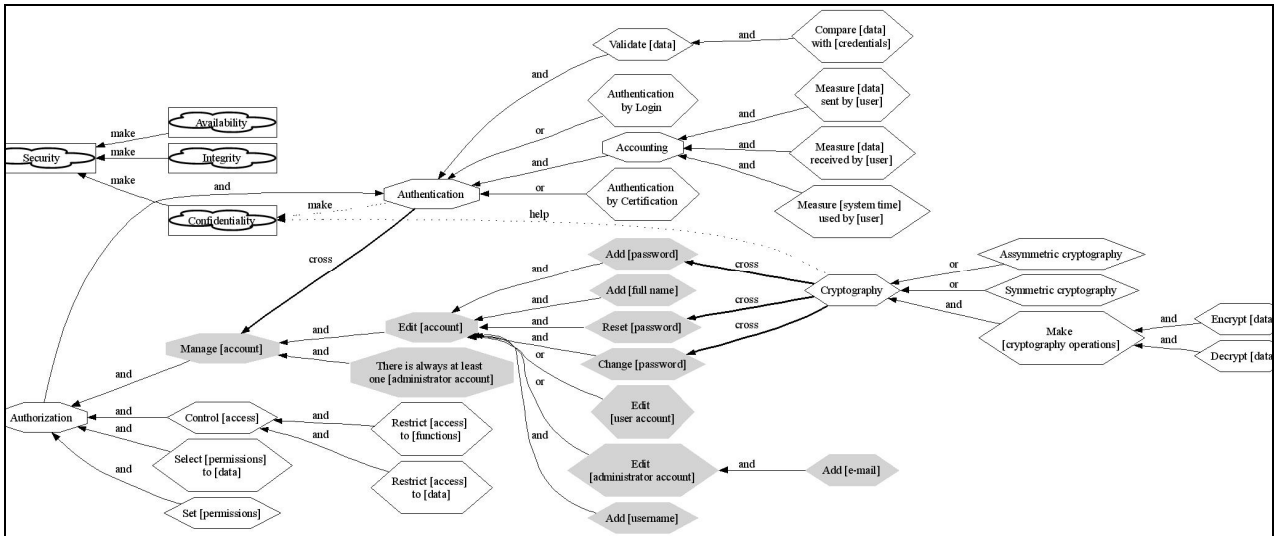 Compare [data]
with [credentials]
and
Validate [data]
and
Authentication
by Login
Measure [data]
sent by [user]
and
or
Availability
make
Security
make
Integrity
make
Accounting
and
Measure [data]
received by [user]
and
and
and
Authentication
or
Authentication
by Certification
Measure [system time]
used by [user]
Confidentiality
make
help
cross
Add [password]
and
cross
Assymmetric cryptography
or
Add [full name]
and
Cryptography
or
Symmetric cryptography
and
cross
Edit [account]
and
Reset [password]
cross
Make
[cryptography operations]
and
Encrypt [data
and
Decrypt [data
Manage [account]
and
and
There is always at least
one [administrator account]
and
Change [password]
or
or
Edit
[user account]
and
Authorization
and
Control [access]
and
Restrict [access]
to [functions]
and
and
Select [permissions]
to [data]
and
Restrict [access]
to [data]
and
Edit
[administrator account]
and
Add [e-mail]
Set [permissions]
Add [username]